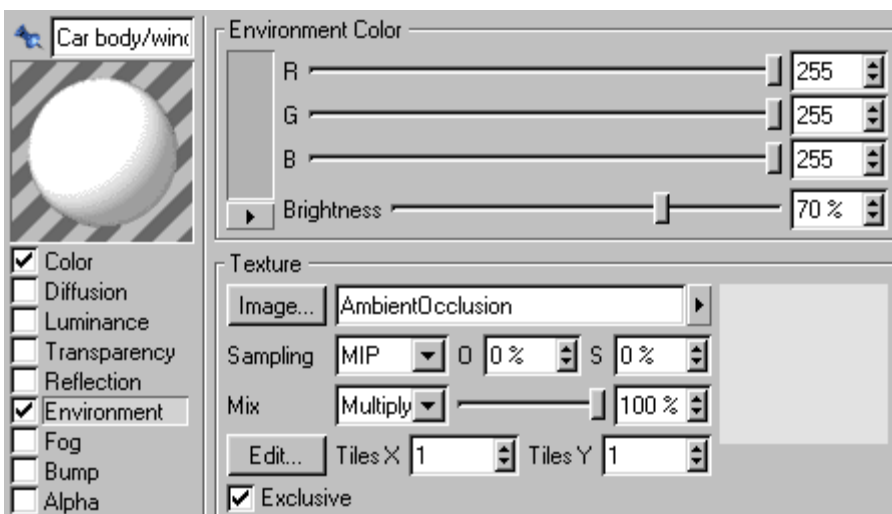 Car body/wind
Environment Color
R 255
G 255
B 255
Brightness 70 %
Color
Diffusion
Luminance
Transparency
Reflection
Environment
Fog
Bump
Alpha
Texture
Image... AmbientOcclusion
Sampling MIP O 0 % S 0 %
Mix Multiply 100 %
Edit... Tiles X 1 Tiles Y 1
Exclusive